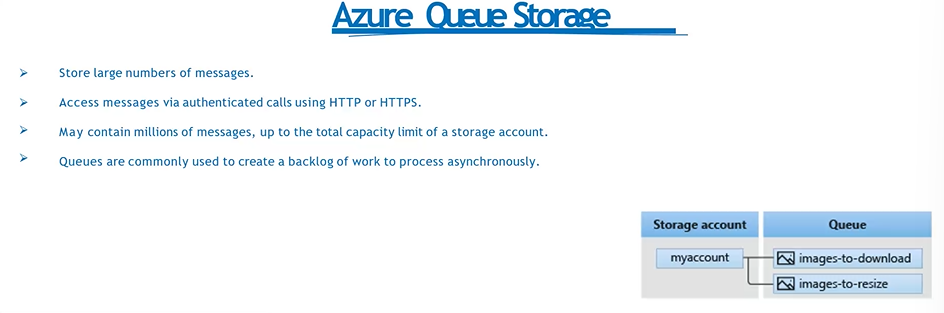 Azure Queue Storage
Store large numbers of messages.
Access messages via authenticated calls using HTTP or HTTPS.
May contain millions of messages, up to the total capacity limit of a storage account.
Queues are commonly used to create a backlog of work to process asynchronously.
Storage account Queue
myaccount images-to-download
images-to-resize